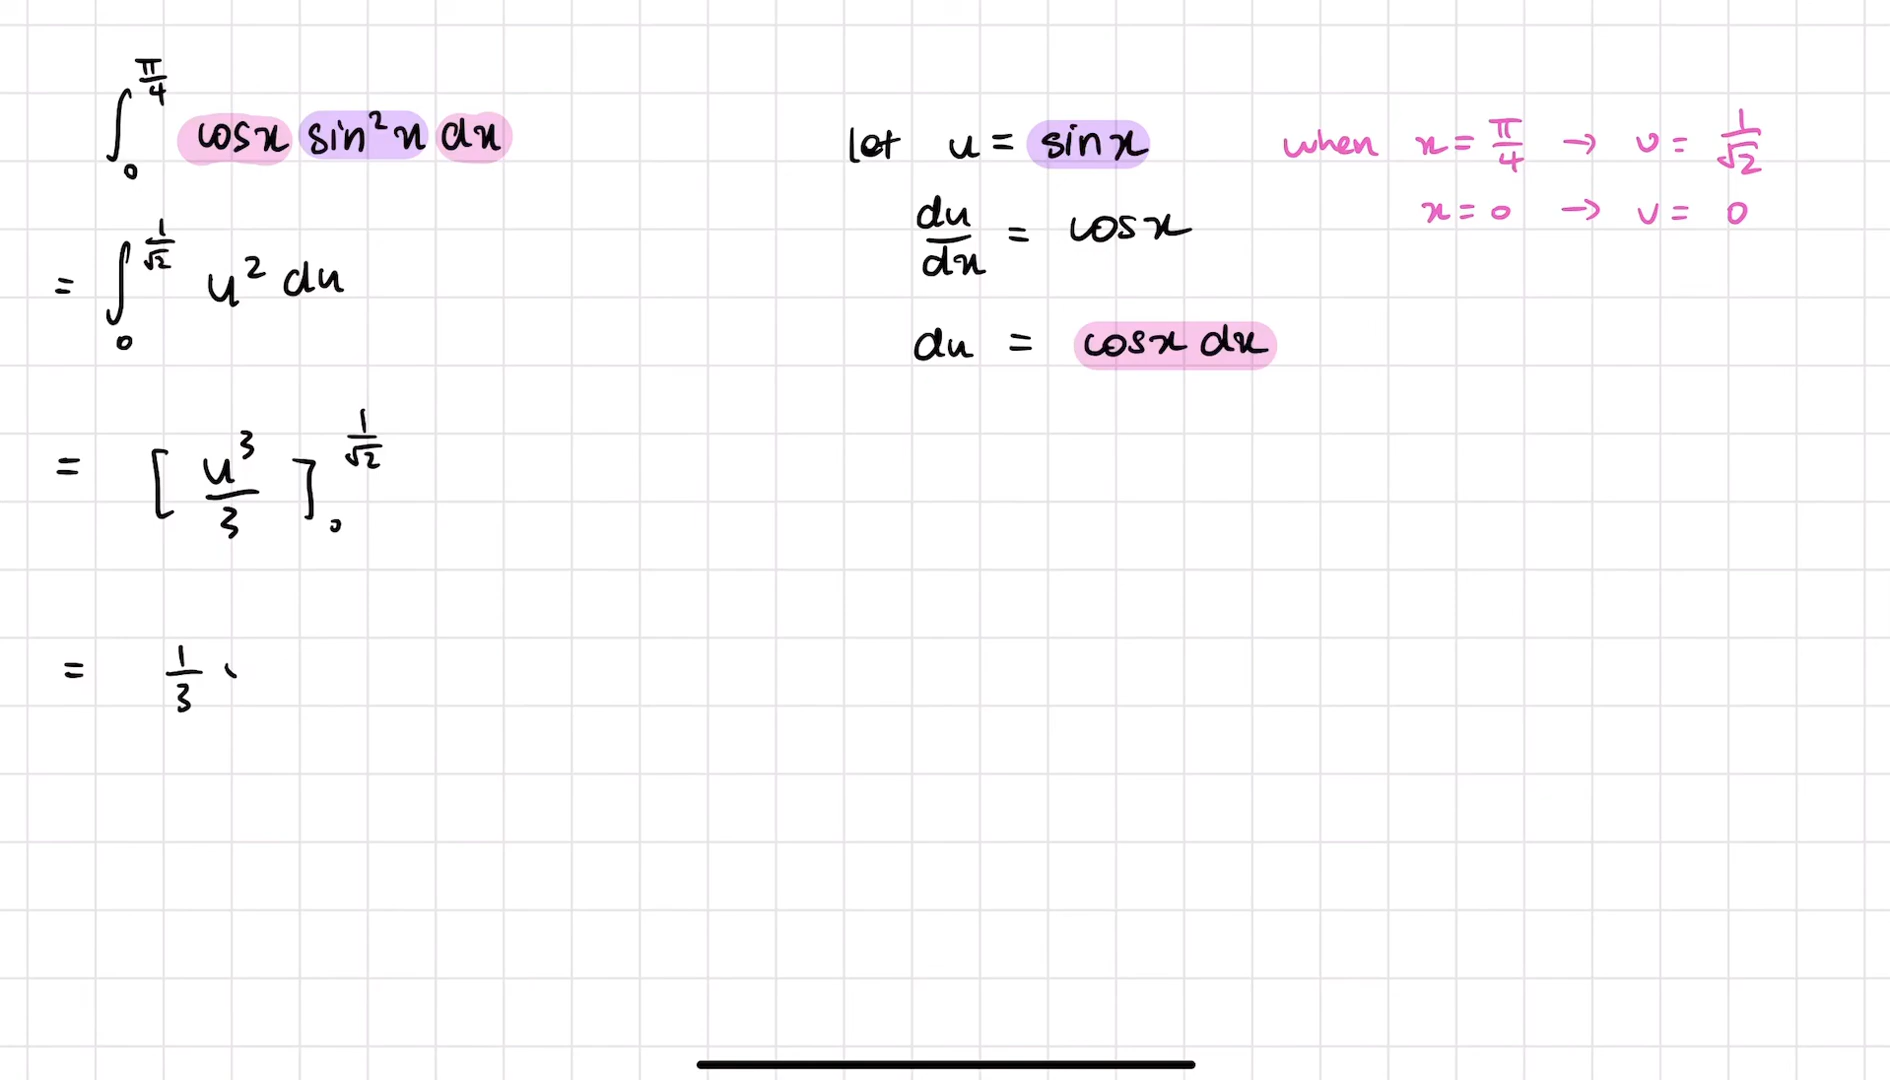 ∫₀^(π/4) cosx sin²x dx
= ∫₀^(1/√2) u² du
= [u³/3]₀^(1/√2)
= 1/3
let u = sinx
du/dx = cosx
du = cosx dx
when x = π/4 → u = 1/√2
x = 0 → u = 0